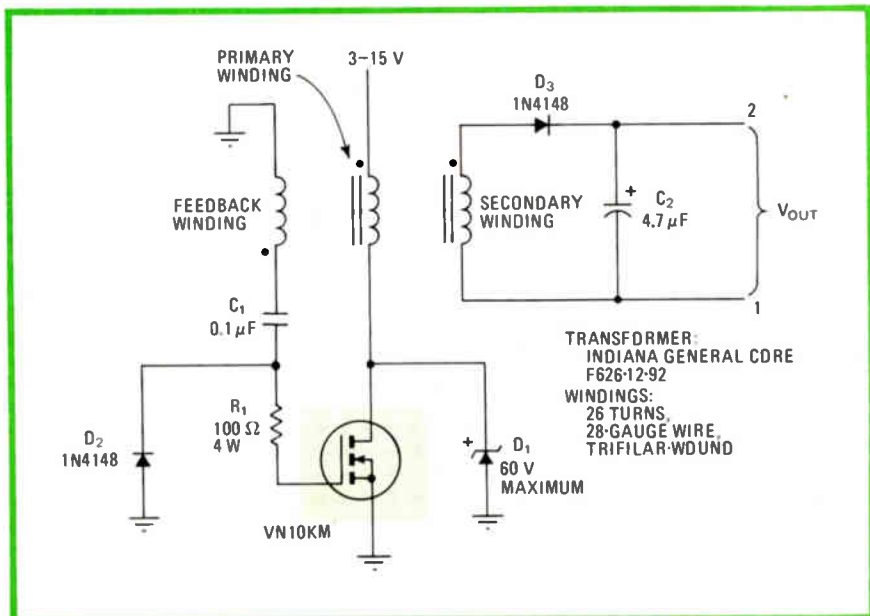 PRIMARY
WINDING
3–15 V
D3
1N4148
2
FEEDBACK
WINDING
SECONDARY
WINDING
+
C2
4.7 µF
VOUT
C1
0.1 µF
1
TRANSFORMER:
INDIANA GENERAL CORE
F626-12-92
WINDINGS:
26 TURNS,
28-GAUGE WIRE,
TRIFILAR-WOUND
D2
1N4148
R1
100 Ω
4 W
+
D1
60 V
MAXIMUM
VN10KM